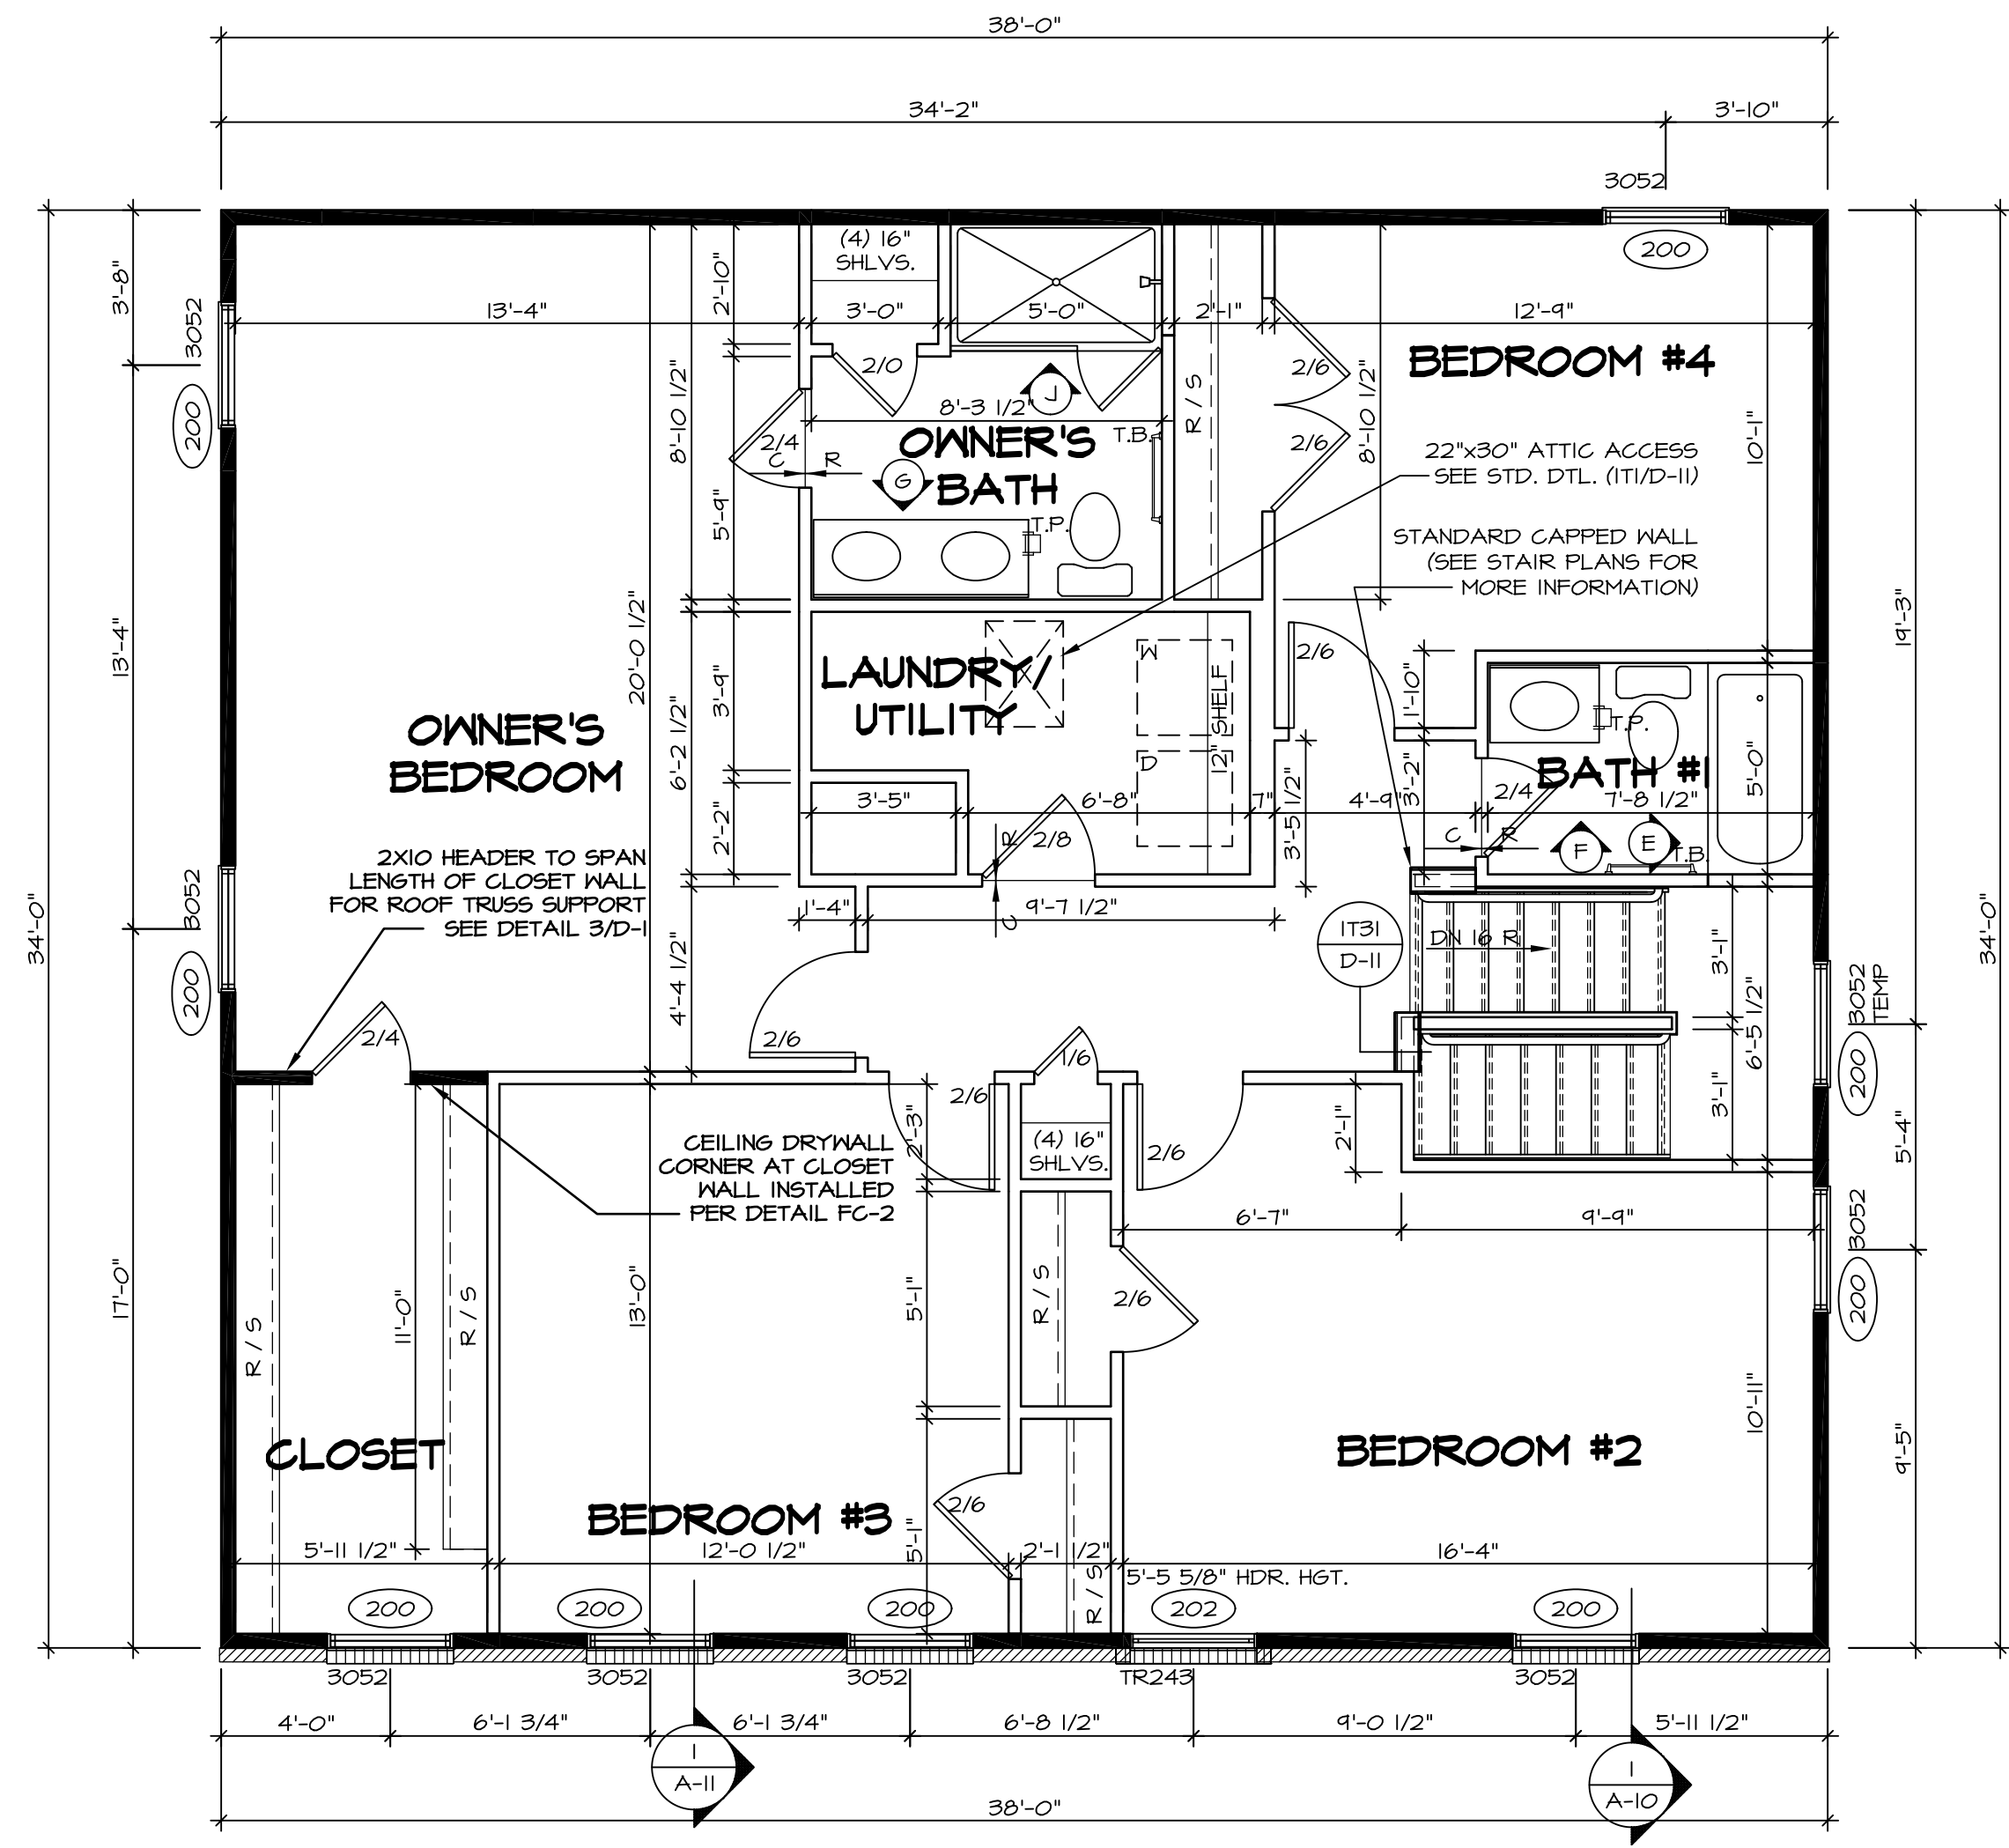 38'-0"
34'-2"
3'-10"
3052
200
3'-8"
13'-4"
17'-0"
34'-0"
3052
200
3052
200
(4) 16"
SHLVS.
2'-10"
13'-4"
3'-0"
5'-0"
2'-1"
12'-9"
2/0
2/6
2/6
R / S
J
8'-3 1/2"
8'-10 1/2"
8'-10 1/2"
10'-1"
BEDROOM #4
OWNER'S
BATH
T.B.
2/4
C
R
G
T.P.
5'-9"
22"x30" ATTIC ACCESS
SEE STD. DTL. (1T1/D-11)
STANDARD CAPPED WALL
(SEE STAIR PLANS FOR
MORE INFORMATION)
20'-0 1/2"
19'-3"
34'-0"
LAUNDRY/
UTILITY
W
D
12" SHELF
2/6
1'-10"
3'-9"
6'-2 1/2"
2'-2"
OWNER'S
BEDROOM
T.P.
BATH #1
5'-0"
3'-2"
3'-5 1/2"
3'-5"
6'-8"
7"
4'-9"
7'-8 1/2"
2/4
C
R
F
E
T.B.
R
2/8
C
2X10 HEADER TO SPAN
LENGTH OF CLOSET WALL
FOR ROOF TRUSS SUPPORT
SEE DETAIL 3/D-1
1'-4"
9'-7 1/2"
1T31
D-11
DN 16 R
3'-1"
3'-1"
6'-5 1/2"
3052
TEMP
200
4'-4 1/2"
2/4
2/6
1/6
2/6
2/6
2'-3"
(4) 16"
SHLVS.
2'-1"
5'-4"
CEILING DRYWALL
CORNER AT CLOSET
WALL INSTALLED
PER DETAIL FC-2
6'-7"
9'-9"
3052
200
R / S
11'-0"
R / S
13'-0"
5'-1"
R / S
2/6
10'-11"
9'-5"
CLOSET
BEDROOM #2
BEDROOM #3
2/6
5'-1"
5'-11 1/2"
12'-0 1/2"
2'-1 1/2"
16'-4"
R / S
5'-5 5/8" HDR. HGT.
200
200
200
202
200
3052
3052
3052
TR243
3052
4'-0"
6'-1 3/4"
6'-1 3/4"
6'-8 1/2"
9'-0 1/2"
5'-11 1/2"
1
A-11
1
A-10
38'-0"